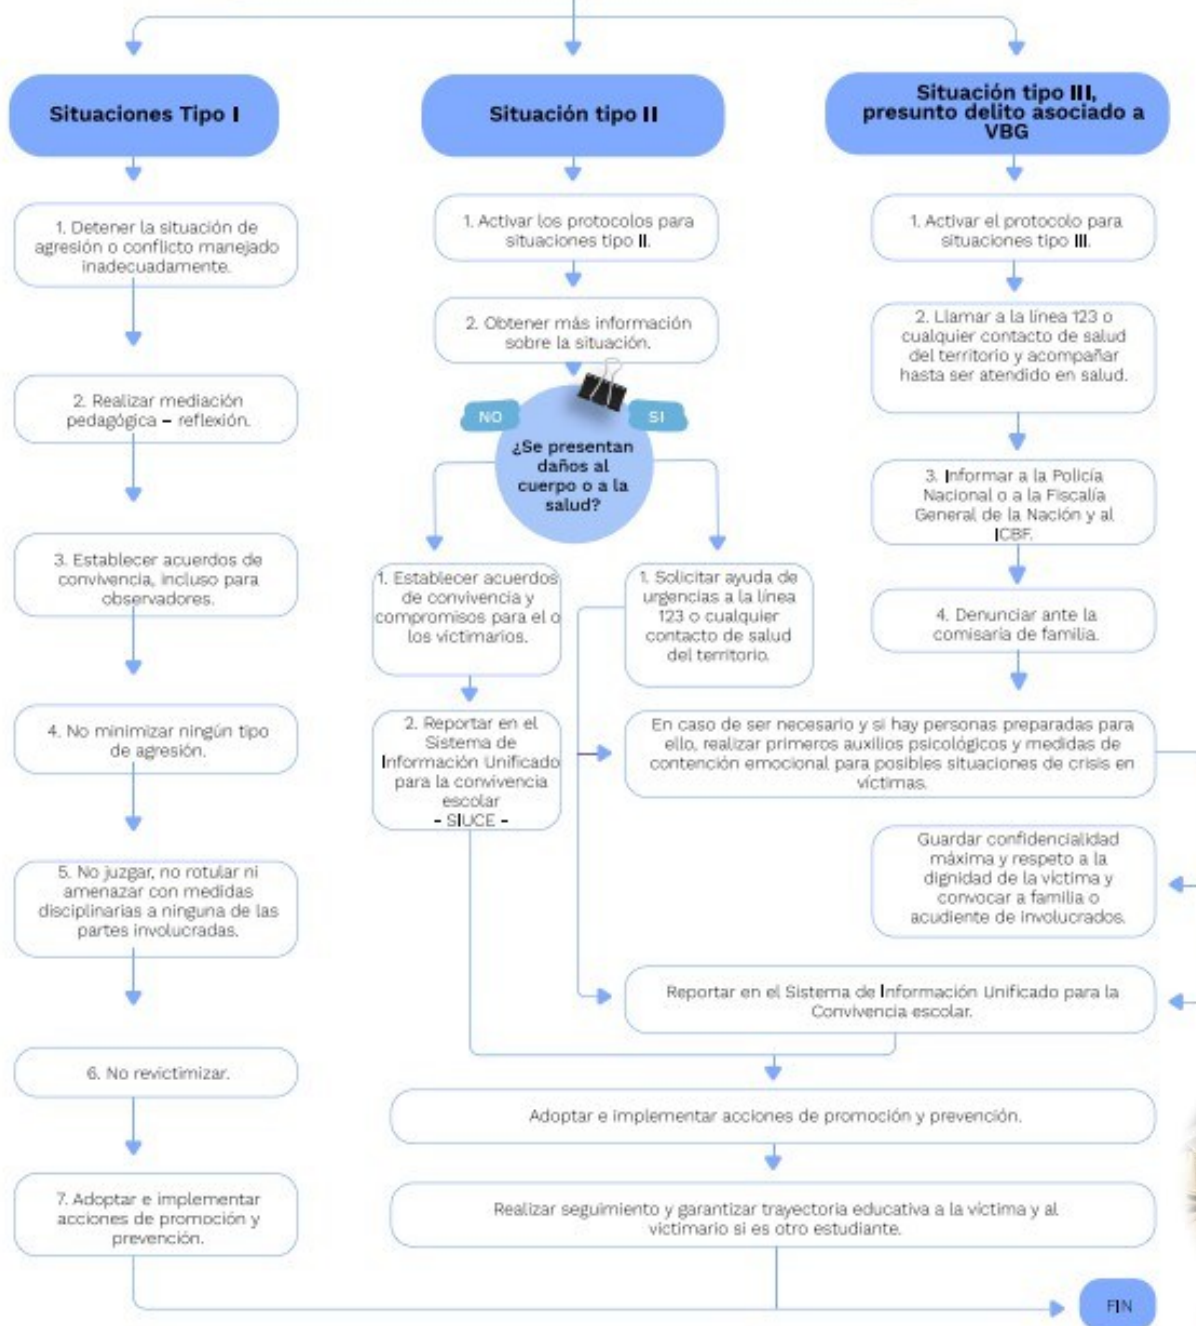 Situaciones Tipo I
1. Detener la situación de
agresión o conflicto manejado
inadecuadamente.
2. Realizar mediación
pedagógica – reflexión.
3. Establecer acuerdos de
convivencia, incluso para
observadores.
4. No minimizar ningún tipo
de agresión.
5. No juzgar, no rotular ni
amenazar con medidas
disciplinarias a ninguna de las
partes involucradas.
6. No revictimizar.
7. Adoptar e implementar
acciones de promoción y
prevención.
Situación tipo II
1. Activar los protocolos para
situaciones tipo II.
2. Obtener más información
sobre la situación.
NO
SI
¿Se presentan
daños al
cuerpo o a la
salud?
1. Establecer acuerdos
de convivencia y
compromisos para el o
los victimarios.
2. Reportar en el
Sistema de
Información Unificado
para la convivencia
escolar
- SIUCE -
1. Solicitar ayuda de
urgencias a la línea
123 o cualquier
contacto de salud
del territorio.
Situación tipo III,
presunto delito asociado a
VBG
1. Activar el protocolo para
situaciones tipo III.
2. Llamar a la línea 123 o
cualquier contacto de salud
del territorio y acompañar
hasta ser atendido en salud.
3. Informar a la Policía
Nacional o a la Fiscalía
General de la Nación y al
ICBF.
4. Denunciar ante la
comisaría de familia.
En caso de ser necesario y si hay personas preparadas para
ello, realizar primeros auxilios psicológicos y medidas de
contención emocional para posibles situaciones de crisis en
víctimas.
Guardar confidencialidad
máxima y respeto a la
dignidad de la víctima y
convocar a familia o
acudiente de involucrados.
Reportar en el Sistema de Información Unificado para la
Convivencia escolar.
Adoptar e implementar acciones de promoción y prevención.
Realizar seguimiento y garantizar trayectoria educativa a la víctima y al
victimario si es otro estudiante.
FIN